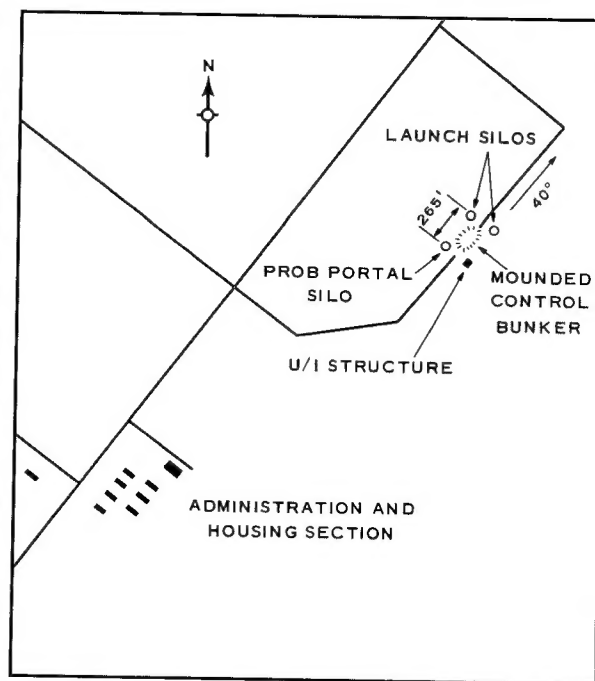 N
LAUNCH SILOS
40°
265'
PROB PORTAL
SILO
MOUNDED
CONTROL
BUNKER
U/I STRUCTURE
ADMINISTRATION AND
HOUSING SECTION